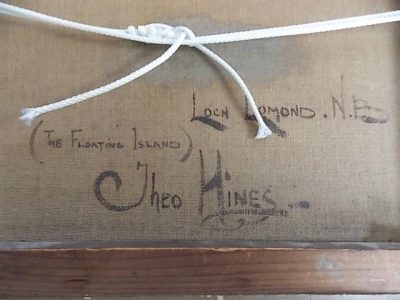 Loch Lomond. N.B
(The Floating Island)
Theo Hines